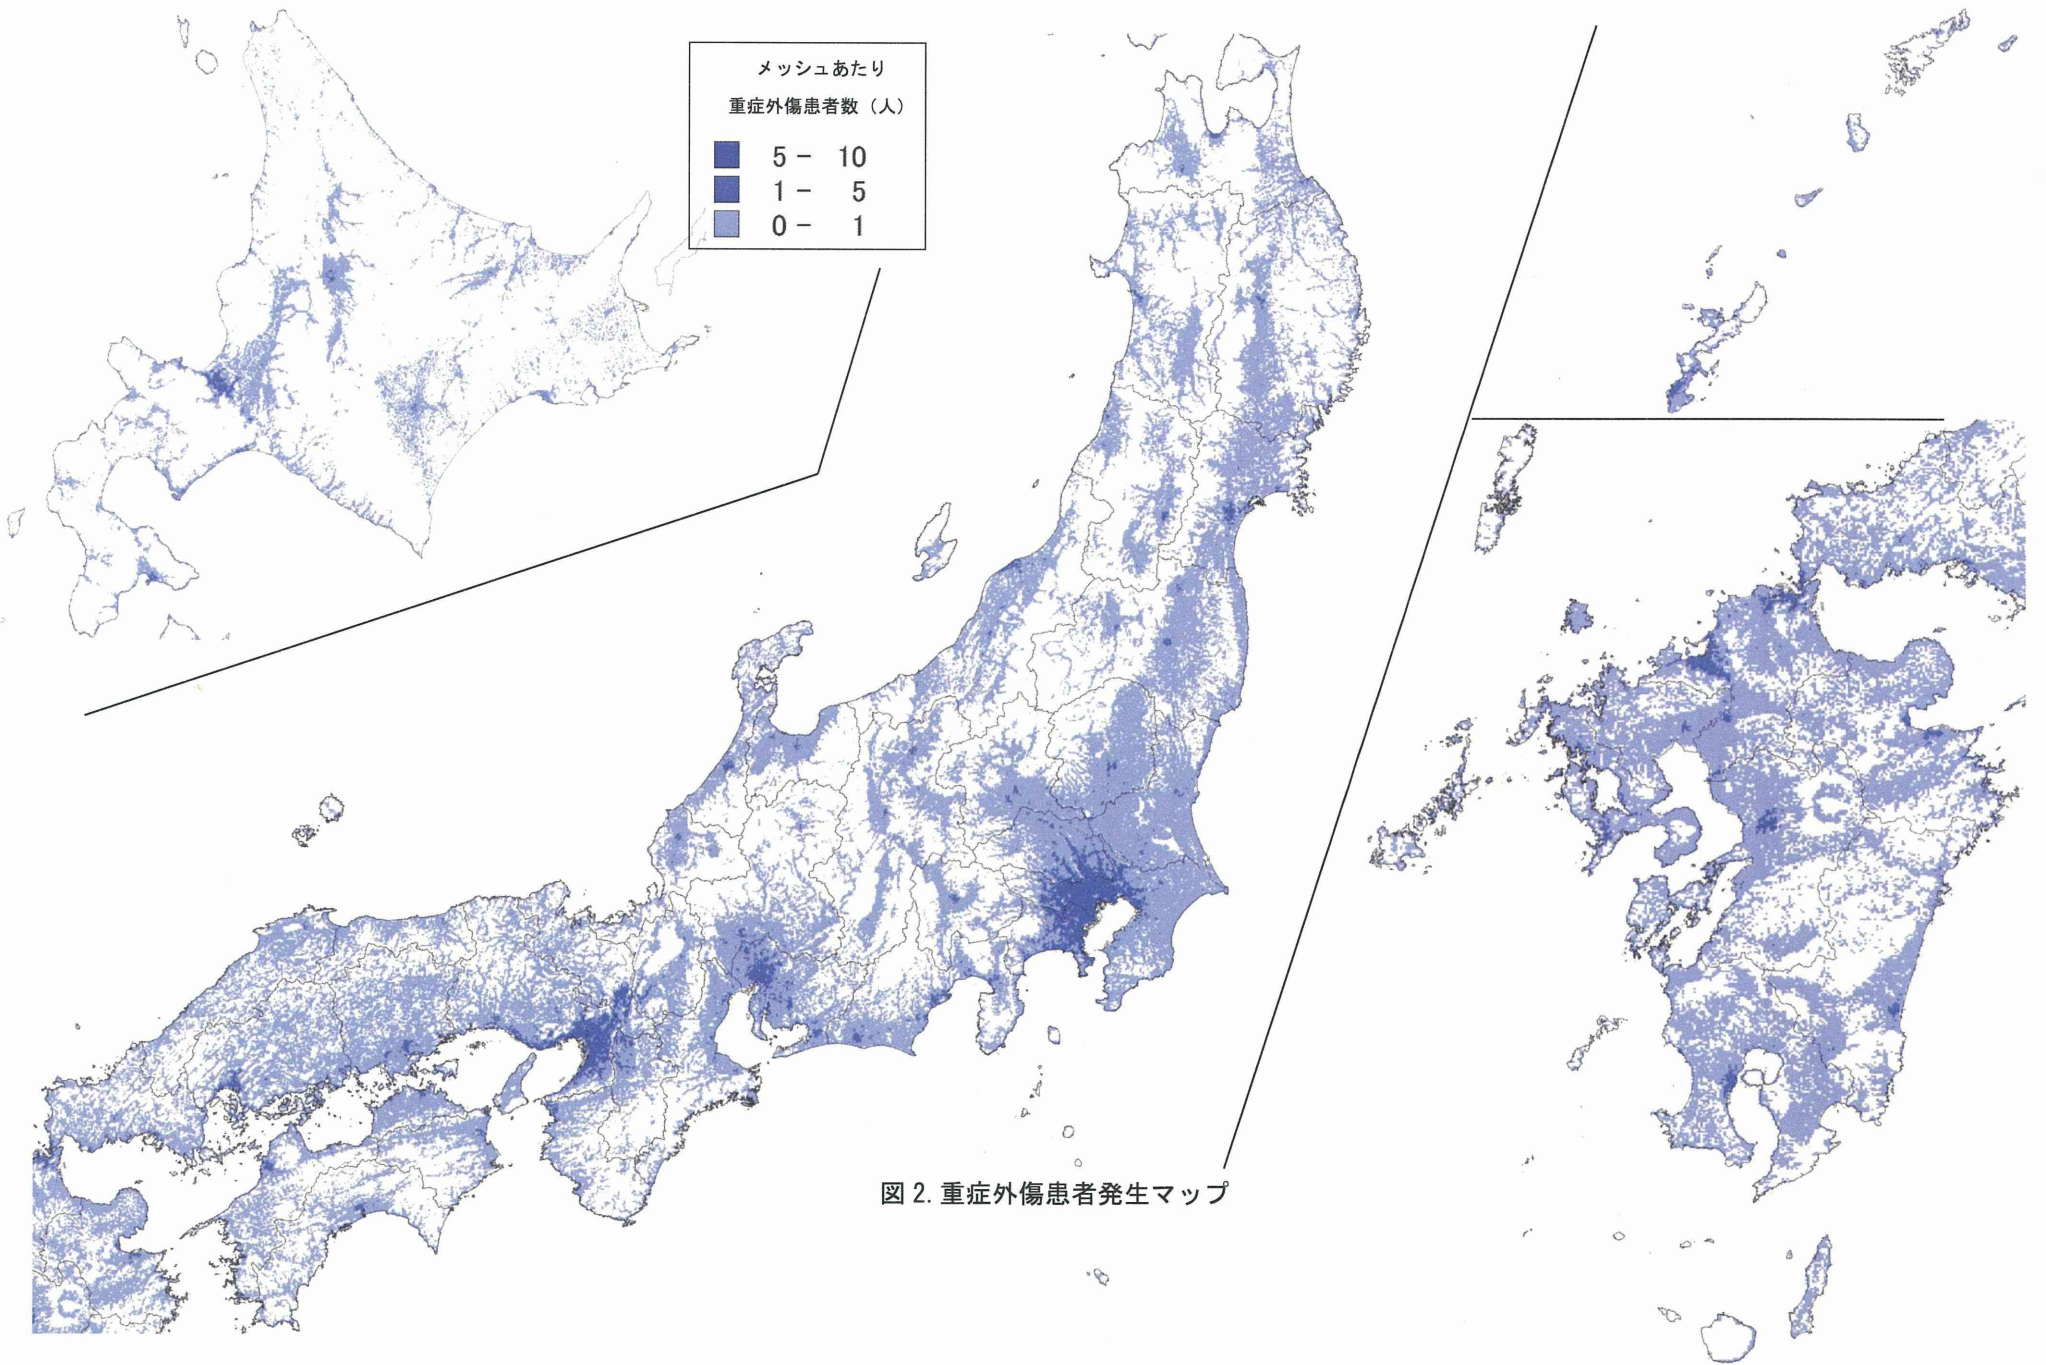 メッシュあたり
重症外傷患者数（人）
5 - 10
1 - 5
0 - 1
図 2. 重症外傷患者発生マップ